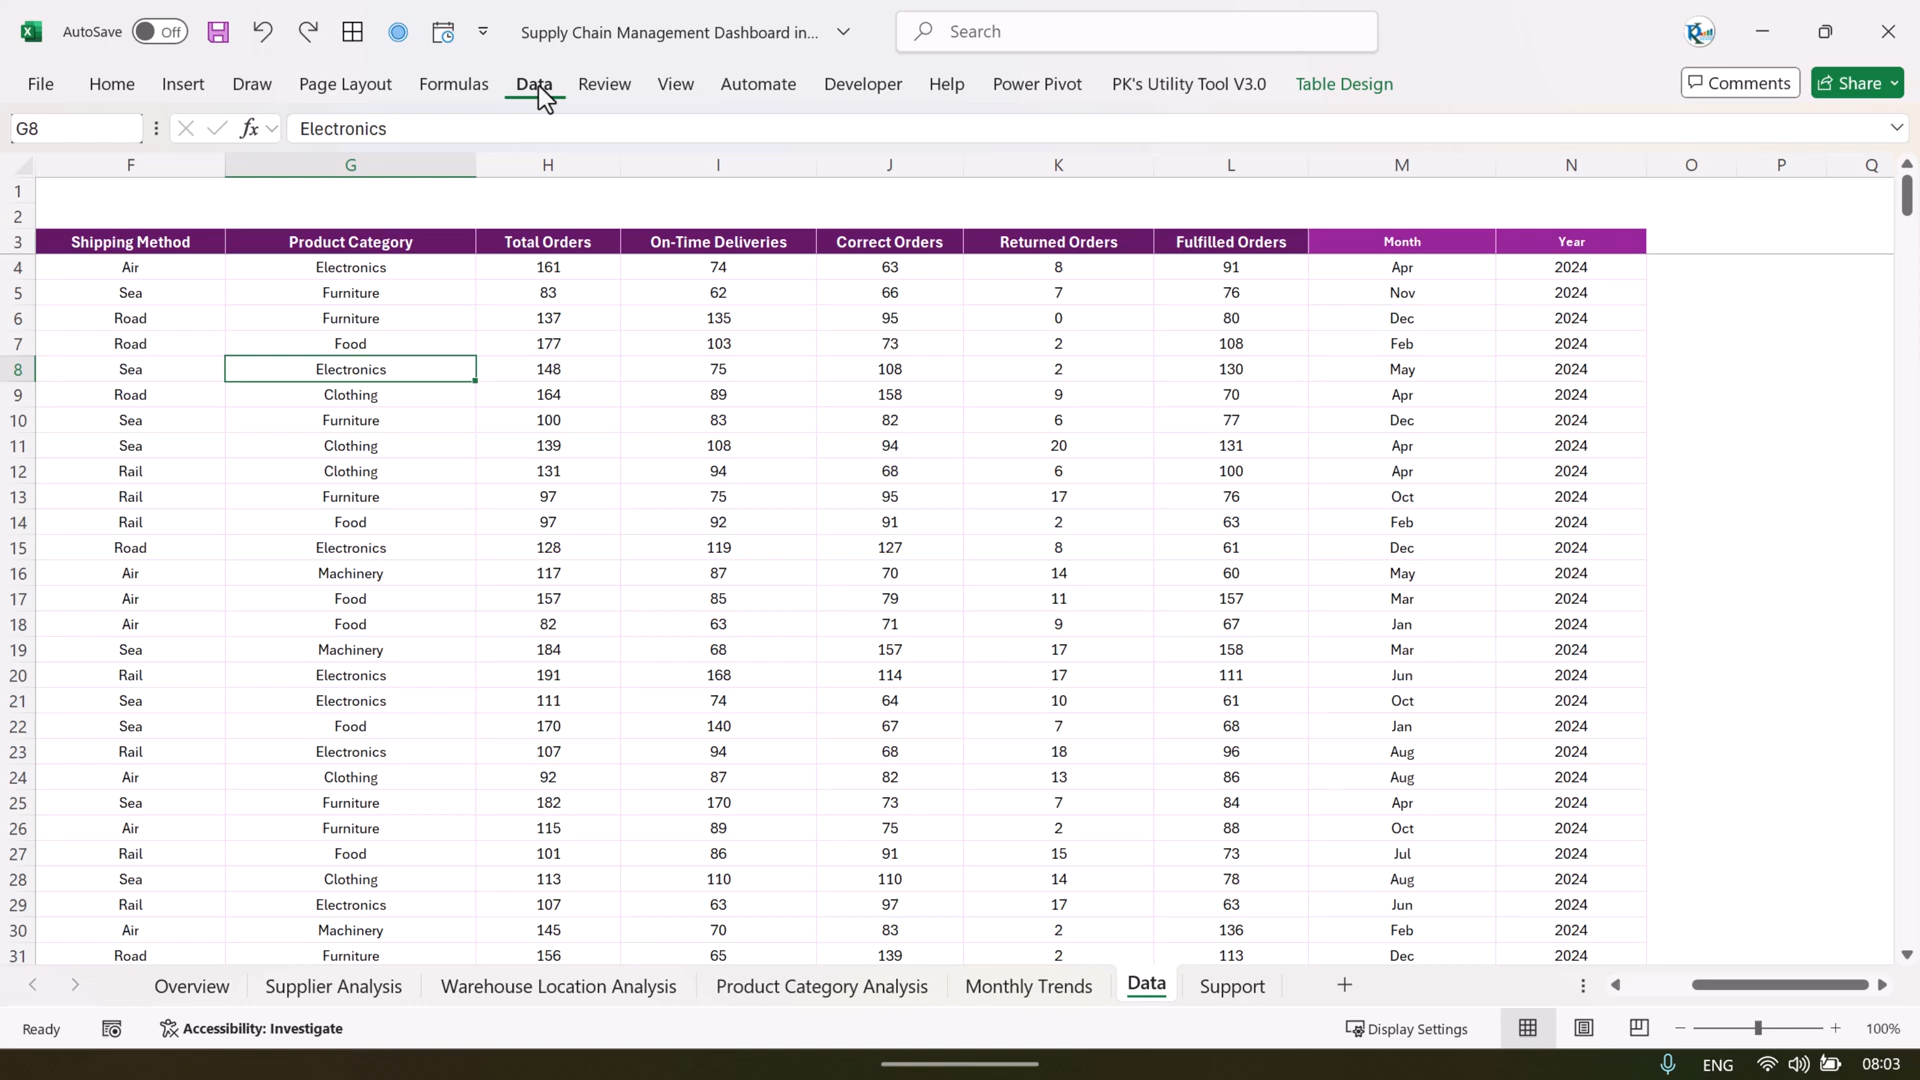 AutoSave Off Supply Chain Management Dashboard in... Search
File Home Insert Draw Page Layout Formulas Data Review View Automate Developer Help Power Pivot PK's Utility Tool V3.0 Table Design Comments Share
G8 fx Electronics
F G H I J K L M N O P Q
1
2
3 Shipping Method Product Category Total Orders On-Time Deliveries Correct Orders Returned Orders Fulfilled Orders Month Year
4 Air Electronics 161 74 63 8 91 Apr 2024
5 Sea Furniture 83 62 66 7 76 Nov 2024
6 Road Furniture 137 135 95 0 80 Dec 2024
7 Road Food 177 103 73 2 108 Feb 2024
8 Sea Electronics 148 75 108 2 130 May 2024
9 Road Clothing 164 89 158 9 70 Apr 2024
10 Sea Furniture 100 83 82 6 77 Dec 2024
11 Sea Clothing 139 108 94 20 131 Apr 2024
12 Rail Clothing 131 94 68 6 100 Apr 2024
13 Rail Furniture 97 75 95 17 76 Oct 2024
14 Rail Food 97 92 91 2 63 Feb 2024
15 Road Electronics 128 119 127 8 61 Dec 2024
16 Air Machinery 117 87 70 14 60 May 2024
17 Air Food 157 85 79 11 157 Mar 2024
18 Air Food 82 63 71 9 67 Jan 2024
19 Sea Machinery 184 68 157 17 158 Mar 2024
20 Rail Electronics 191 168 114 17 111 Jun 2024
21 Sea Electronics 111 74 64 10 61 Oct 2024
22 Sea Food 170 140 67 7 68 Jan 2024
23 Rail Electronics 107 94 68 18 96 Aug 2024
24 Air Clothing 92 87 82 13 86 Aug 2024
25 Sea Furniture 182 170 73 7 84 Apr 2024
26 Air Furniture 115 89 75 2 88 Oct 2024
27 Rail Food 101 86 91 15 73 Jul 2024
28 Sea Clothing 113 110 110 14 78 Aug 2024
29 Rail Electronics 107 63 97 17 63 Jun 2024
30 Air Machinery 145 70 83 2 136 Feb 2024
31 Road Furniture 156 65 139 2 113 Dec 2024
Overview Supplier Analysis Warehouse Location Analysis Product Category Analysis Monthly Trends Data Support
Ready Accessibility: Investigate Display Settings 100%
ENG 08:03